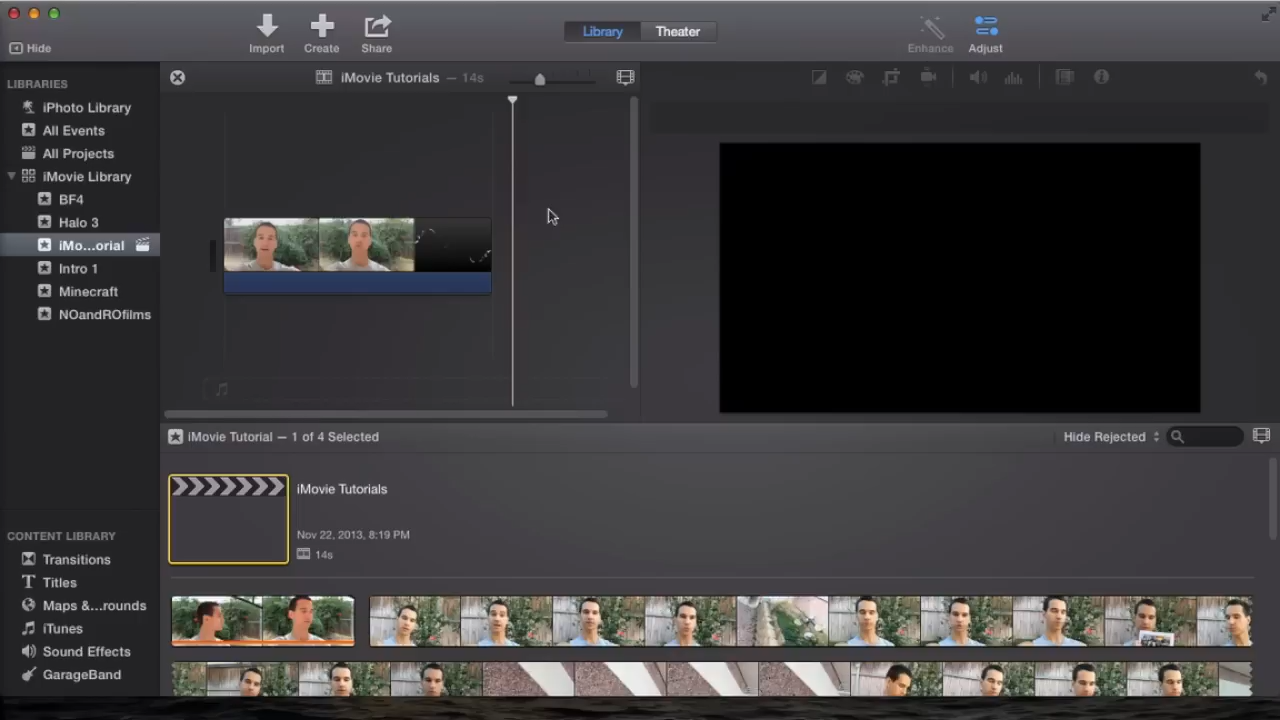 Import Create Share
Library Theater
Enhance Adjust
Hide
LIBRARIES
iPhoto Library
All Events
All Projects
iMovie Library
BF4
Halo 3
iMo...orial
Intro 1
Minecraft
NOandROfilms
CONTENT LIBRARY
Transitions
Titles
Maps &...rounds
iTunes
Sound Effects
GarageBand
iMovie Tutorials — 14s
iMovie Tutorial — 1 of 4 Selected
Hide Rejected
iMovie Tutorials
Nov 22, 2013, 8:19 PM
14s